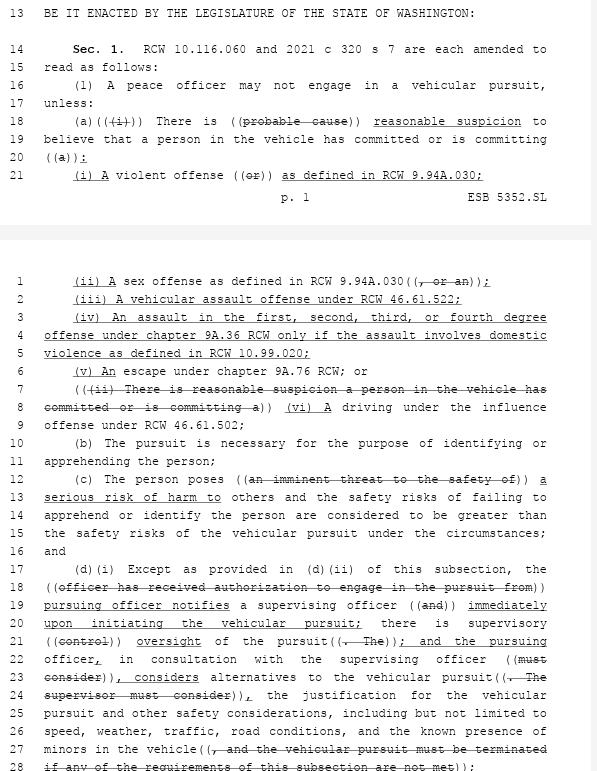 13 BE IT ENACTED BY THE LEGISLATURE OF THE STATE OF WASHINGTON:
14 Sec. 1. RCW 10.116.060 and 2021 c 320 s 7 are each amended to
15 read as follows:
16 (1) A peace officer may not engage in a vehicular pursuit,
17 unless:
18 (a)(((i))) There is ((probable cause)) reasonable suspicion to
19 believe that a person in the vehicle has committed or is committing
20 ((a)):
21 (i) A violent offense ((or)) as defined in RCW 9.94A.030;
p. 1 ESB 5352.SL
1 (ii) A sex offense as defined in RCW 9.94A.030((, or an));
2 (iii) A vehicular assault offense under RCW 46.61.522;
3 (iv) An assault in the first, second, third, or fourth degree
4 offense under chapter 9A.36 RCW only if the assault involves domestic
5 violence as defined in RCW 10.99.020;
6 (v) An escape under chapter 9A.76 RCW; or
7 (((ii) There is reasonable suspicion a person in the vehicle has
8 committed or is committing a)) (vi) A driving under the influence
9 offense under RCW 46.61.502;
10 (b) The pursuit is necessary for the purpose of identifying or
11 apprehending the person;
12 (c) The person poses ((an imminent threat to the safety of)) a
13 serious risk of harm to others and the safety risks of failing to
14 apprehend or identify the person are considered to be greater than
15 the safety risks of the vehicular pursuit under the circumstances;
16 and
17 (d)(i) Except as provided in (d)(ii) of this subsection, the
18 ((officer has received authorization to engage in the pursuit from))
19 pursuing officer notifies a supervising officer ((and)) immediately
20 upon initiating the vehicular pursuit; there is supervisory
21 ((control)) oversight of the pursuit((. The)); and the pursuing
22 officer, in consultation with the supervising officer ((must
23 consider)), considers alternatives to the vehicular pursuit((. The
24 supervisor must consider)), the justification for the vehicular
25 pursuit and other safety considerations, including but not limited to
26 speed, weather, traffic, road conditions, and the known presence of
27 minors in the vehicle((, and the vehicular pursuit must be terminated
28 if any of the requirements of this subsection are not met));